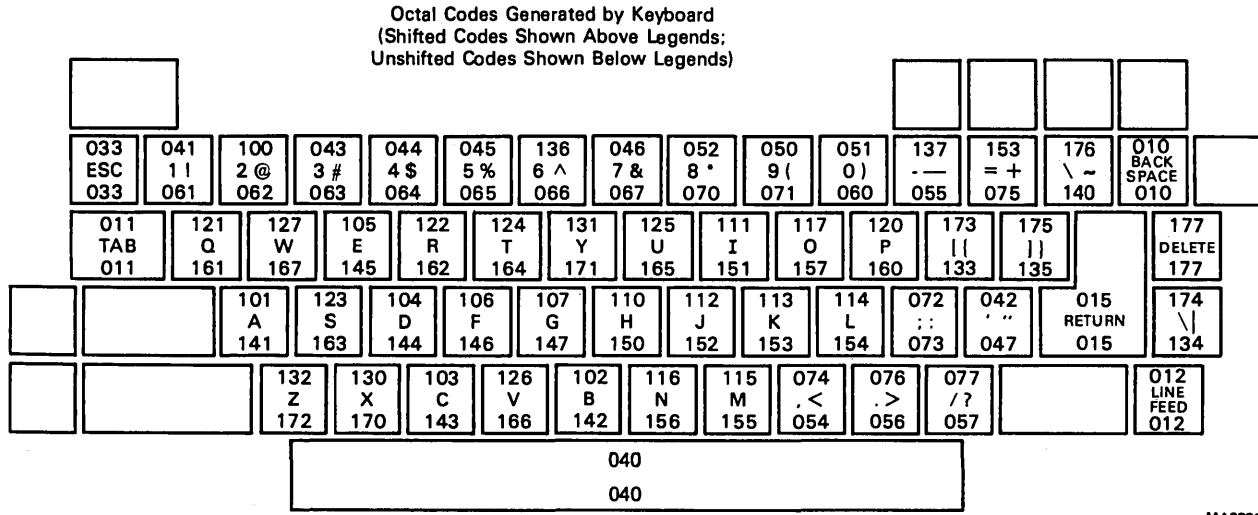 Octal Codes Generated by Keyboard
(Shifted Codes Shown Above Legends;
Unshifted Codes Shown Below Legends)
033 041 100 043 044 045 136 046 052 050 051 137 153 176 010
ESC 1 ! 2 @ 3 # 4 $ 5 % 6 ^ 7 & 8 * 9 ( 0 ) - — = + \ ~ BACK SPACE
033 061 062 063 064 065 066 067 070 071 060 055 075 140 010
011 121 127 105 122 124 131 125 111 117 120 173 175 177
TAB Q W E R T Y U I O P [ { ] } DELETE
011 161 167 145 162 164 171 165 151 157 160 133 135 177
101 123 104 106 107 110 112 113 114 072 042 015 174
A S D F G H J K L ; : ' " RETURN \ |
141 163 144 146 147 150 152 153 154 073 047 015 134
132 130 103 126 102 116 115 074 076 077 012
Z X C V B N M , < . > / ? LINE FEED
172 170 143 166 142 156 155 054 056 057 012
040
040